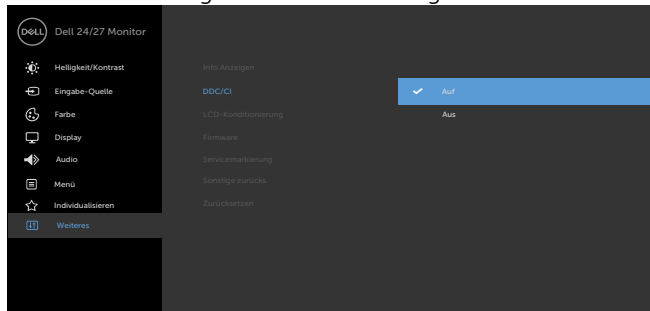 DELL Dell 24/27 Monitor
Helligkeit/Kontrast
Info Anzeigen
Eingabe-Quelle
DDC/CI
Auf
Farbe
LCD-Konditionierung
Aus
Display
Firmware
Audio
Servicemarkierung
Menü
Sonstige zurücks.
Individualisieren
Zurücksetzen
Weiteres